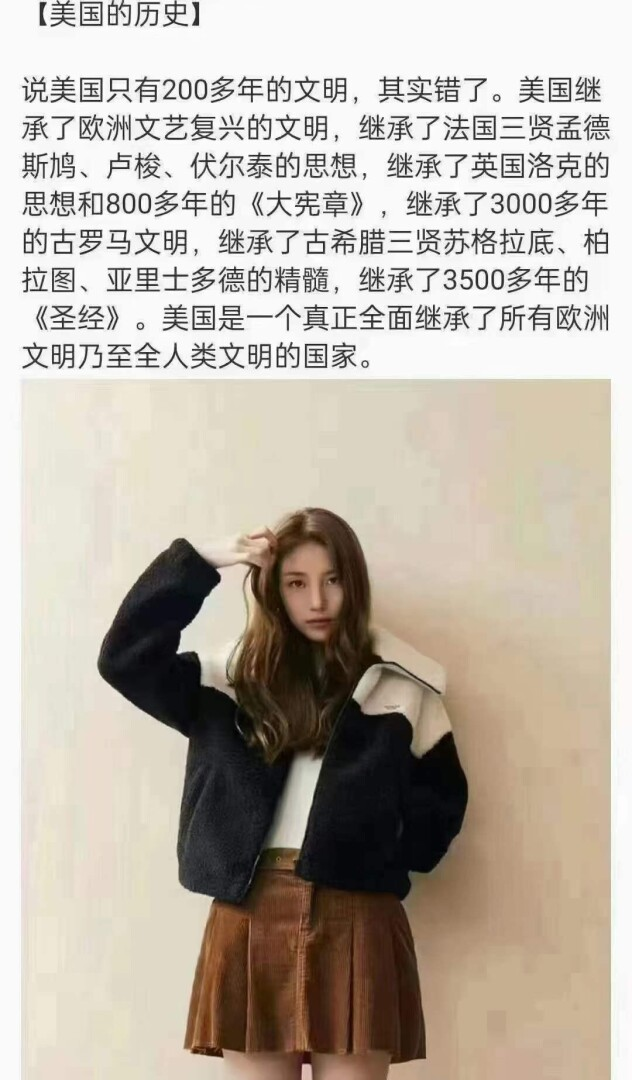 【美国的历史】
说美国只有200多年的文明，其实错了。美国继
承了欧洲文艺复兴的文明，继承了法国三贤孟德
斯鸠、卢梭、伏尔泰的思想，继承了英国洛克的
思想和800多年的《大宪章》，继承了3000多年
的古罗马文明，继承了古希腊三贤苏格拉底、柏
拉图、亚里士多德的精髓，继承了3500多年的
《圣经》。美国是一个真正全面继承了所有欧洲
文明乃至全人类文明的国家。